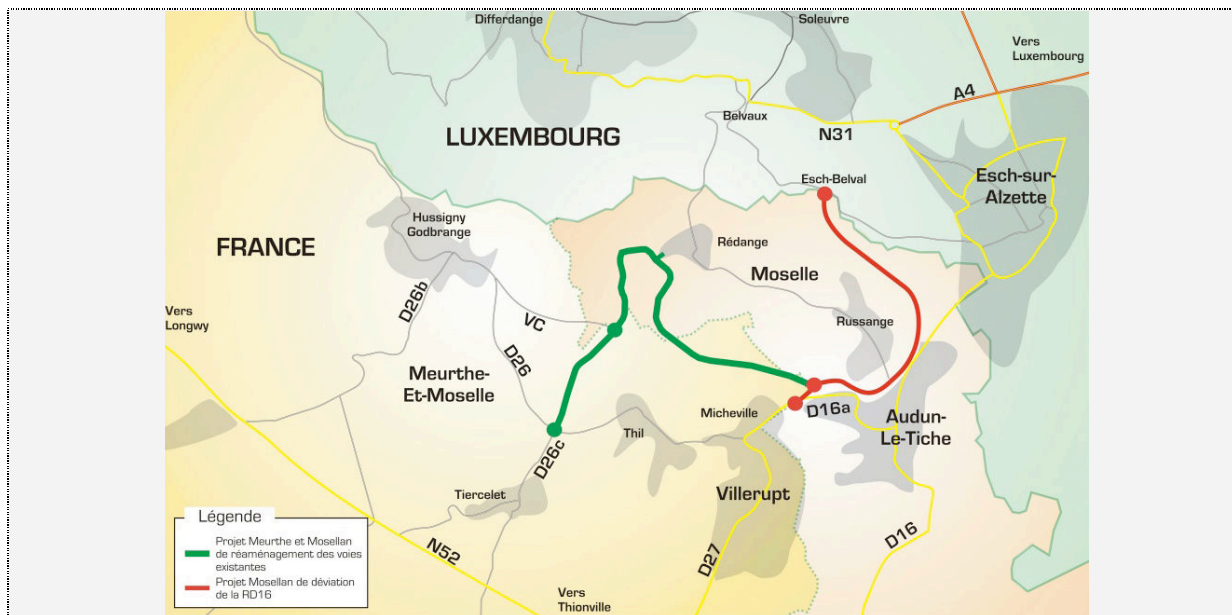 Differdange
Soleuvre
Vers
Luxembourg
A4
Belvaux
N31
LUXEMBOURG
Esch-Belval
Esch-sur-
Alzette
Hussigny
Godbrange
FRANCE
Rédange
Moselle
D26b
Vers
Longwy
VC
Russange
D26
Meurthe-
Et-Moselle
Micheville
D16a
Audun-
Le-Tiche
Thil
D26c
Tiercelet
Villerupt
Légende
Projet Meurthe et Mosellan
de réaménagement des voies
existantes
Projet Mosellan de déviation
de la RD16
N52
D27
D16
Vers
Thionville